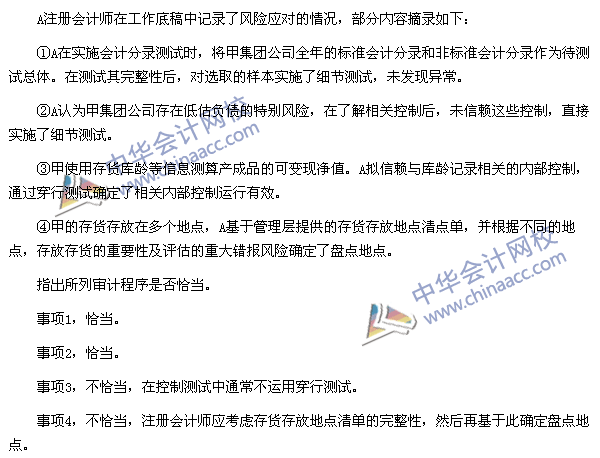 A注册会计师在工作底稿中记录了风险应对的情况，部分内容摘录如下：
①A在实施会计分录测试时，将甲集团公司全年的标准会计分录和非标准会计分录作为待测
试总体。在测试其完整性后，对选取的样本实施了细节测试，未发现异常。
②A认为甲集团公司存在低估负债的特别风险，在了解相关控制后，未信赖这些控制，直接
实施了细节测试。
③甲使用存货库龄等信息测算产成品的可变现净值。A拟信赖与库龄记录相关的内部控制，
通过穿行测试确定了相关内部控制运行有效。
④甲的存货存放在多个地点，A基于管理层提供的存货存放地点清点单，并根据不同的地
点，存放存货的重要性及评估的重大错报风险确定了盘点地点。
指出所列审计程序是否恰当。
事项1，恰当。
事项2，恰当。
事项3，不恰当，在控制测试中通常不运用穿行测试。
事项4，不恰当，注册会计师应考虑存货存放地点清单的完整性，然后再基于此确定盘点地
点。
中华会计网校
www.chinaacc.com
中华会计网校
www.chinaacc.com